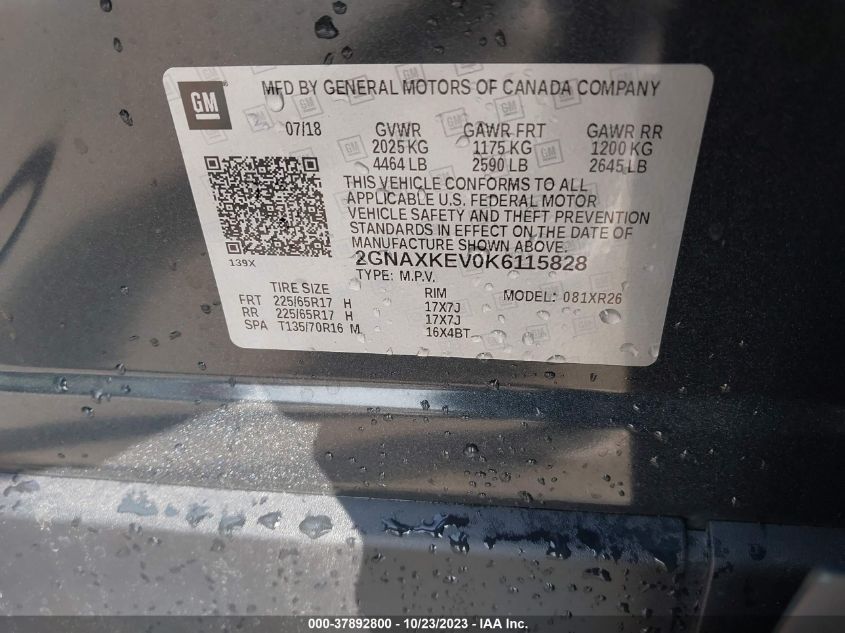 GM
MFD BY GENERAL MOTORS OF CANADA COMPANY
07/18 GVWR GAWR FRT GAWR RR
2025 KG 1175 KG 1200 KG
4464 LB 2590 LB 2645 LB
THIS VEHICLE CONFORMS TO ALL
APPLICABLE U.S. FEDERAL MOTOR
VEHICLE SAFETY AND THEFT PREVENTION
STANDARDS IN EFFECT ON THE DATE OF
MANUFACTURE SHOWN ABOVE.
139X 2GNAXKEV0K6115828
TYPE: M.P.V.
TIRE SIZE RIM MODEL: 081XR26
FRT 225/65R17 H 17X7J
RR 225/65R17 H 17X7J
SPA T135/70R16 M 16X4BT
000-37892800 - 10/23/2023 - IAA Inc.